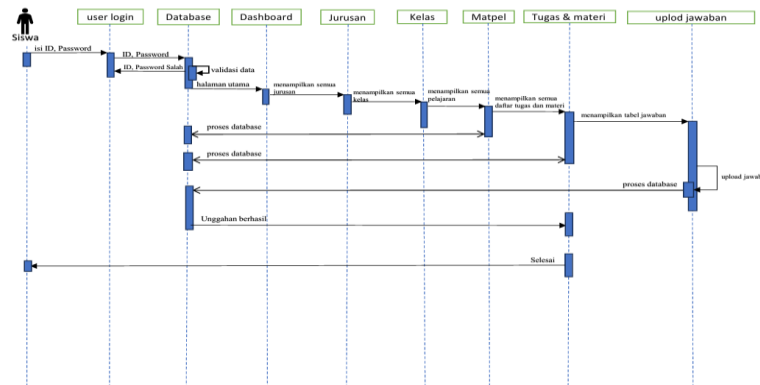 user login
Database
Dashboard
Jurusan
Kelas
Matpel
Tugas & materi
uplod jawaban
Siswa
isi ID, Password
ID, Password
ID, Password Salah
validasi data
halaman utama
menampilkan semua
jurusan
menampilkan semua
kelas
menampilkan semua
pelajaran
menampilkan semua
daftar tugas dan materi
menampilkan tabel jawaban
proses database
proses database
upload jawab
proses database
Unggahan berhasil
Selesai